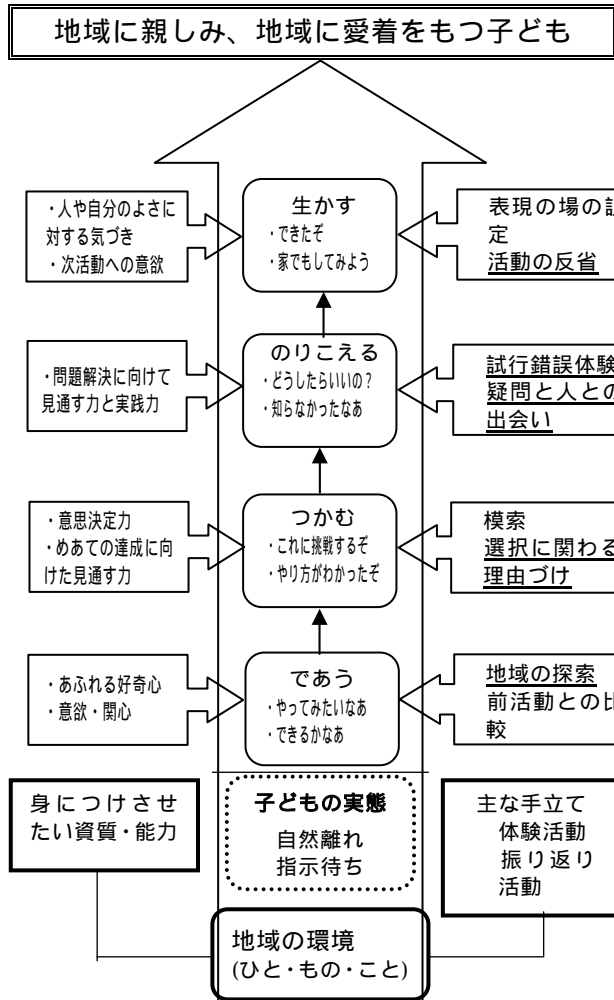 地域に親しみ、地域に愛着をもつ子ども
・人や自分のよさに
対する気づき
・次活動への意欲
生かす
・できたぞ
・家でもしてみよう
表現の場の設
定
活動の反省
・問題解決に向けて
見通す力と実践力
のりこえる
・どうしたらいいの?
・知らなかったなあ
試行錯誤体験
疑問と人との
出会い
・意思決定力
・めあての達成に向
けた見通す力
つかむ
・これに挑戦するぞ
・やり方がわかったぞ
模索
選択に関わる
理由づけ
・あふれる好奇心
・意欲・関心
であう
・やってみたいなあ
・できるかなあ
地域の探索
前活動との比
較
身につけさせ
たい資質・能力
子どもの実態
自然離れ
指示待ち
主な手立て
体験活動
振り返り
活動
地域の環境
(ひと・もの・こと)